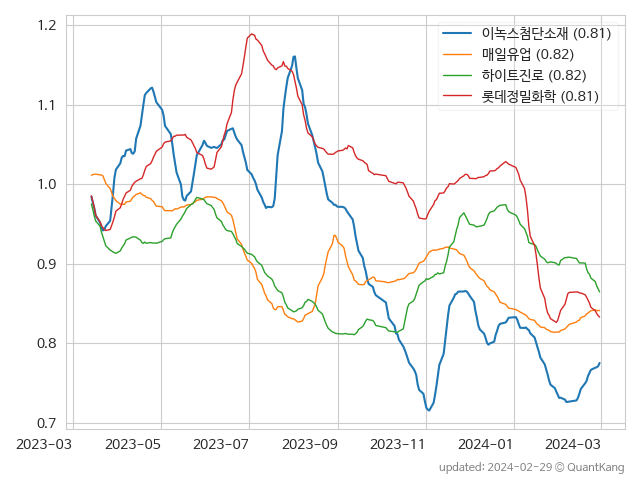 1.2
1.1
1.0
0.9
0.8
0.7
이녹스첨단소재 (0.81)
매일유업 (0.82)
하이트진로 (0.82)
롯데정밀화학 (0.81)
2023-03 2023-05 2023-07 2023-09 2023-11 2024-01 2024-03
updated: 2024-02-29 © QuantKang